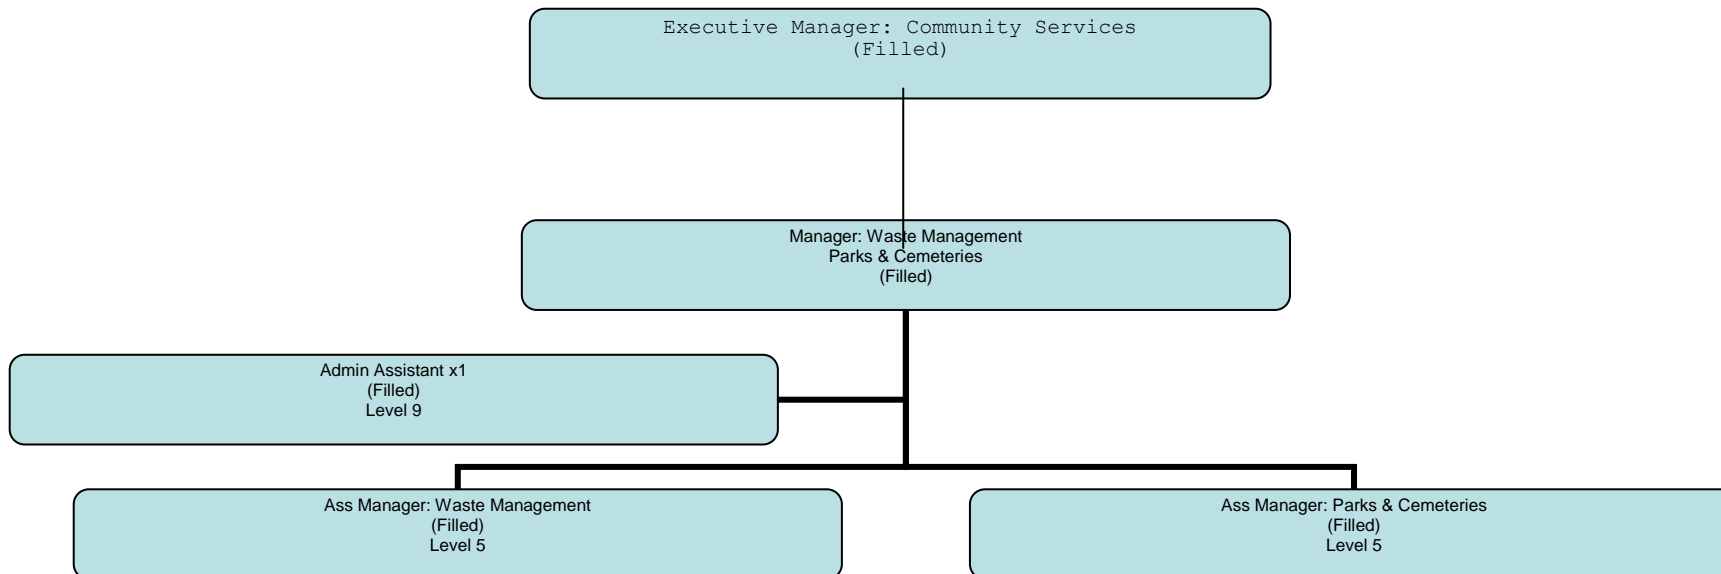 Executive Manager: Community Services
(Filled)
Manager: Waste Management
Parks & Cemeteries
(Filled)
Admin Assistant x1
(Filled)
Level 9
Ass Manager: Waste Management
(Filled)
Level 5
Ass Manager: Parks & Cemeteries
(Filled)
Level 5